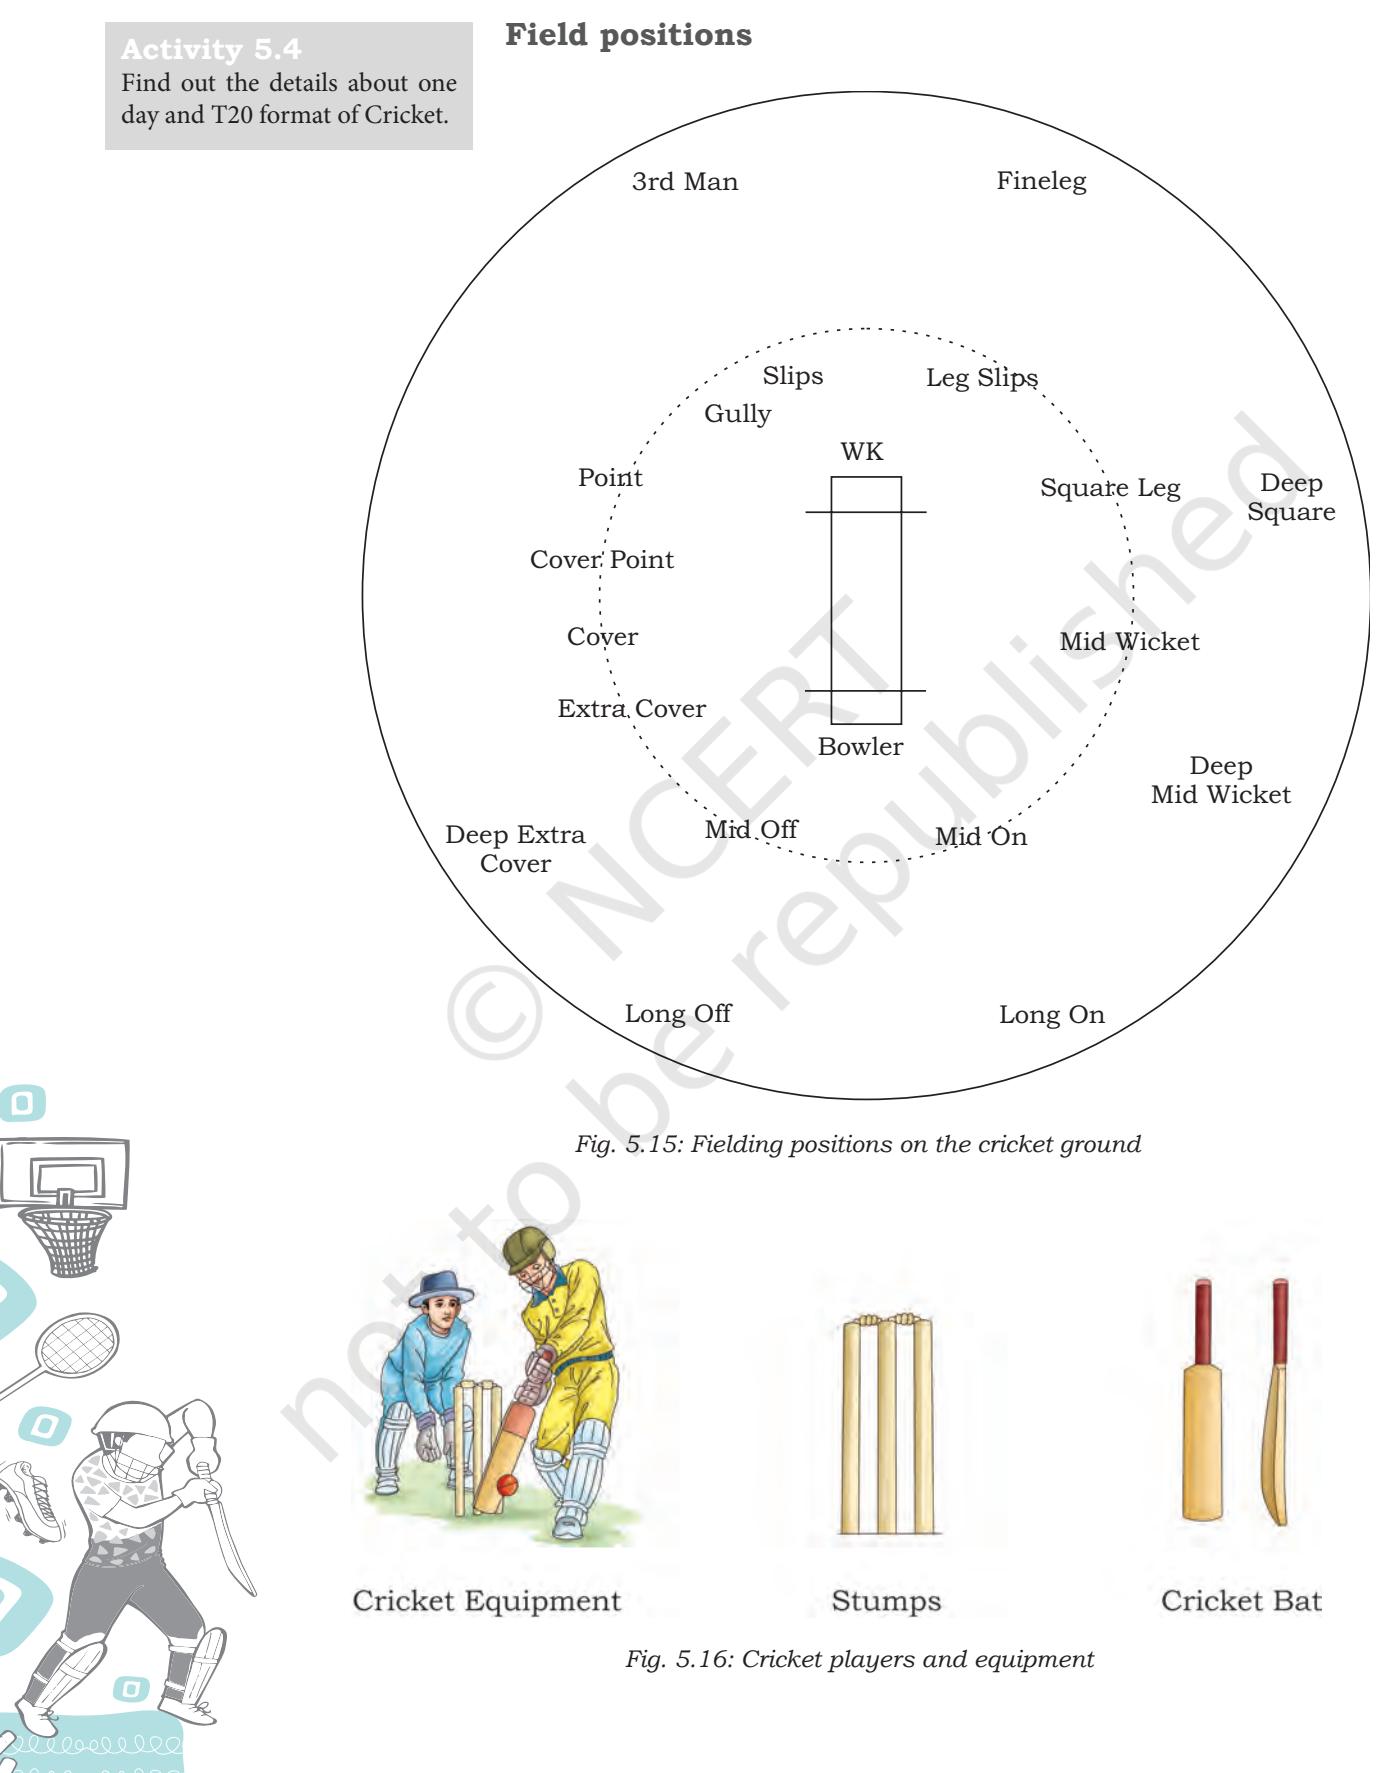 Activity 5.4
Find out the details about one
day and T20 format of Cricket.
Field positions
3rd Man
Fineleg
Slips
Leg Slips
Gully
WK
Point
Square Leg
Deep
Square
Cover Point
Cover
Mid Wicket
Extra Cover
Bowler
Deep
Mid Wicket
Deep Extra
Cover
Mid Off
Mid On
Long Off
Long On
© NCERT
not to be republished
Fig. 5.15: Fielding positions on the cricket ground
Cricket Equipment
Stumps
Cricket Bat
Fig. 5.16: Cricket players and equipment